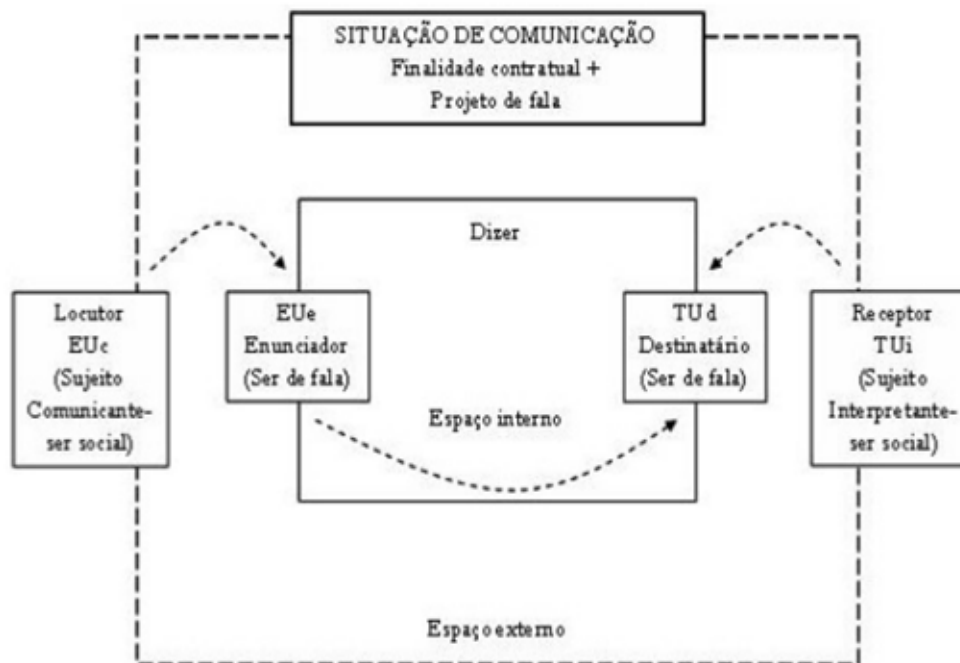 SITUAÇÃO DE COMUNICAÇÃO
Finalidade contratual +
Projeto de fala
Dizer
Locutor
EUc
(Sujeito
Comunicante-
ser social)
EUe
Enunciador
(Ser de fala)
TUd
Destinatário
(Ser de fala)
Receptor
TUi
(Sujeito
Interpretante-
ser social)
Espaço interno
Espaço externo